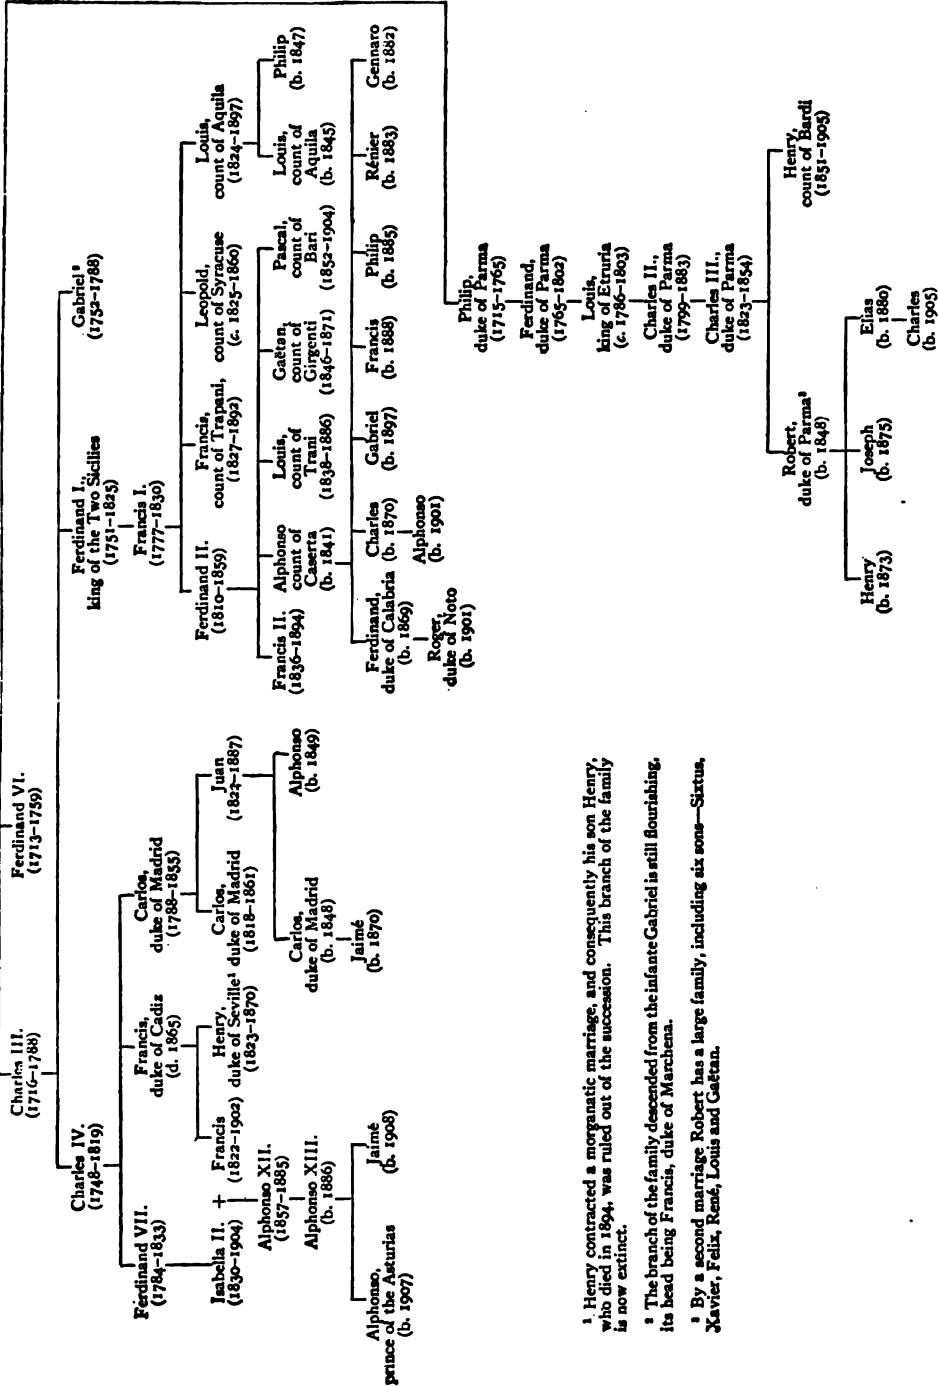 Charles III.
(1716–1788)
Ferdinand VI.
(1713–1759)
Charles IV.
(1748–1819)
Ferdinand I.,
king of the Two Sicilies
(1751–1825)
Gabriel²
(1752–1788)
Ferdinand VII.
(1784–1833)
Francis,
duke of Cadiz
(d. 1865)
Carlos,
duke of Madrid
(1788–1855)
Francis I.
(1777–1830)
Isabella II.
(1830–1904)
+
Francis
(1822–1902)
Henry,
duke of Seville¹
(1823–1870)
Carlos,
duke of Madrid
(1818–1861)
Juan
(1822–1887)
Ferdinand II.
(1810–1859)
Francis,
count of Trapani,
(1827–1892)
Leopold,
count of Syracuse
(c. 1825–1860)
Louis,
count of Aquila
(1824–1897)
Alphonso XII.
(1857–1885)
Carlos,
duke of Madrid
(b. 1848)
Alphonso
(b. 1849)
Francis II.
(1836–1894)
Alphonso
count of
Caserta
(b. 1841)
Louis,
count of
Trani
(1838–1886)
Gaëtan,
count of
Girgenti
(1846–1871)
Pascal,
count of
Bari
(1852–1904)
Louis,
count of
Aquila
(b. 1845)
Philip
(b. 1847)
Alphonso XIII.
(b. 1886)
Jaimé
(b. 1870)
Ferdinand,
duke of Calabria
(b. 1869)
Charles
(b. 1870)
Gabriel
(b. 1897)
Francis
(b. 1888)
Philip
(b. 1885)
Rénier
(b. 1883)
Gennaro
(b. 1882)
Alphonso,
prince of the Asturias
(b. 1907)
Jaimé
(b. 1908)
Roger,
duke of Noto
(b. 1901)
Alphonso
(b. 1901)
Philip,
duke of Parma
(1715–1765)
Ferdinand,
duke of Parma
(1765–1802)
Louis,
king of Etruria
(c. 1786–1803)
Charles II.,
duke of Parma
(1799–1883)
Charles III.,
duke of Parma
(1823–1854)
Robert,
duke of Parma³
(b. 1848)
Henry,
count of Bardi
(1851–1905)
Henry
(b. 1873)
Joseph
(b. 1875)
Elias
(b. 1880)
Charles
(b. 1905)
¹ Henry contracted a morganatic marriage, and consequently his son Henry,
who died in 1894, was ruled out of the succession. This branch of the family
is now extinct.
² The branch of the family descended from the infante Gabriel is still flourishing,
its head being Francis, duke of Marchena.
³ By a second marriage Robert has a large family, including six sons—Sixtus,
Xavier, Felix, René, Louis and Gaëtan.